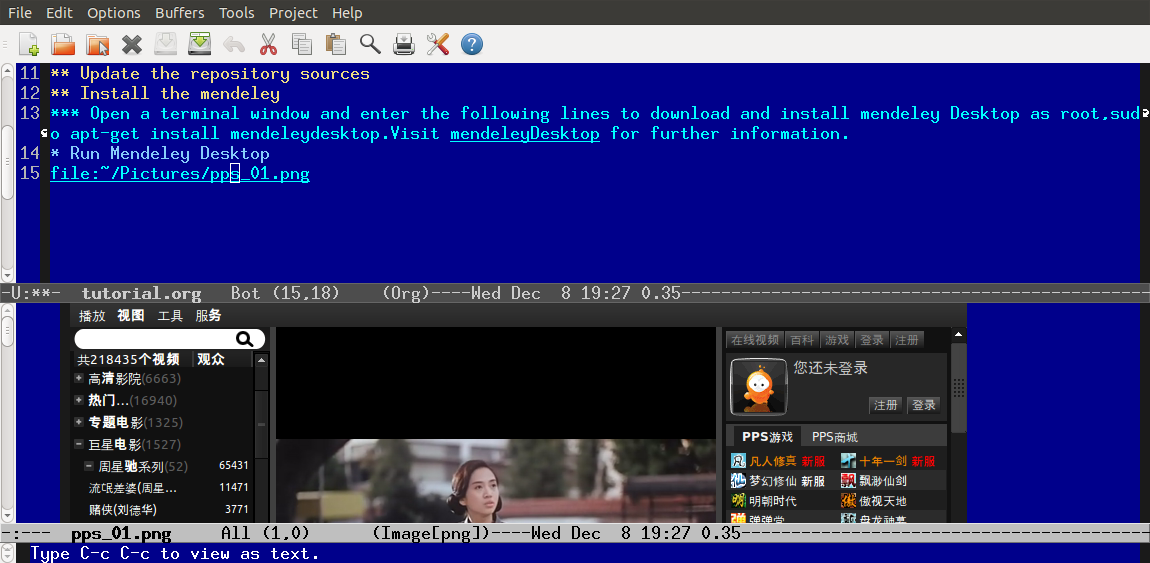 File Edit Options Buffers Tools Project Help
11 ** Update the repository sources
12 ** Install the mendeley
13 *** Open a terminal window and enter the following lines to download and install mendeley Desktop as root,sud
o apt-get install mendeleydesktop.Visit mendeleyDesktop for further information.
14 * Run Mendeley Desktop
15 file:~/Pictures/pps_01.png
-U:**- tutorial.org Bot (15,18) (Org)----Wed Dec 8 19:27 0.35
播放 视图 工具 服务
共218435个视频 观众
高清影院(6663)
热门...(16940)
专题电影(1325)
巨星电影(1527)
周星驰系列(52) 65431
流氓差婆(周星... 11471
赌侠(刘德华) 3771
在线视频 百科 游戏 登录 注册
您还未登录
注册 登录
PPS游戏 PPS商城
凡人修真 新服 十年一剑 新服
梦幻修仙 新服 飘渺仙剑
明朝时代 傲视天地
弹弹堂
-:--- pps_01.png All (1,0) (Image[png])----Wed Dec 8 19:27 0.35
Type C-c C-c to view as text.